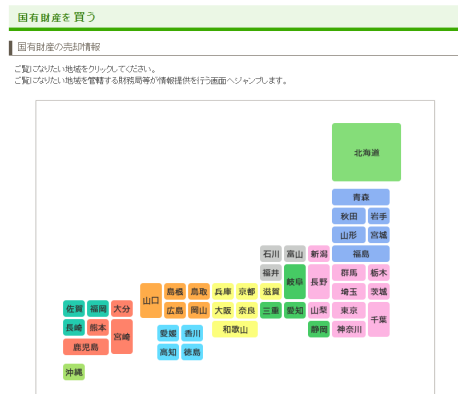 国有財産を買う
国有財産の売却情報
ご覧になりたい地域をクリックしてください。
ご覧になりたい地域を管轄する財務局等が情報提供を行う画面へジャンプします。
北海道
青森
秋田 岩手
山形 宮城
石川 富山 新潟 福島
福井 岐阜 長野 群馬 栃木
山口 島根 鳥取 兵庫 京都 滋賀 埼玉 茨城
佐賀 福岡 大分 広島 岡山 大阪 奈良 三重 愛知 山梨 東京 千葉
長崎 熊本 宮崎 愛媛 香川 和歌山 静岡 神奈川
鹿児島 高知 徳島
沖縄